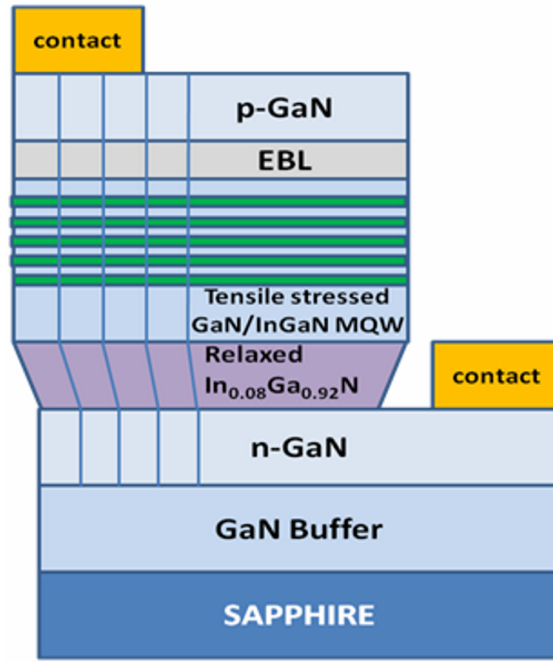 contact
p-GaN
EBL
Tensile stressed
GaN/InGaN MQW
Relaxed
In₀.₀₈Ga₀.₉₂N
contact
n-GaN
GaN Buffer
SAPPHIRE